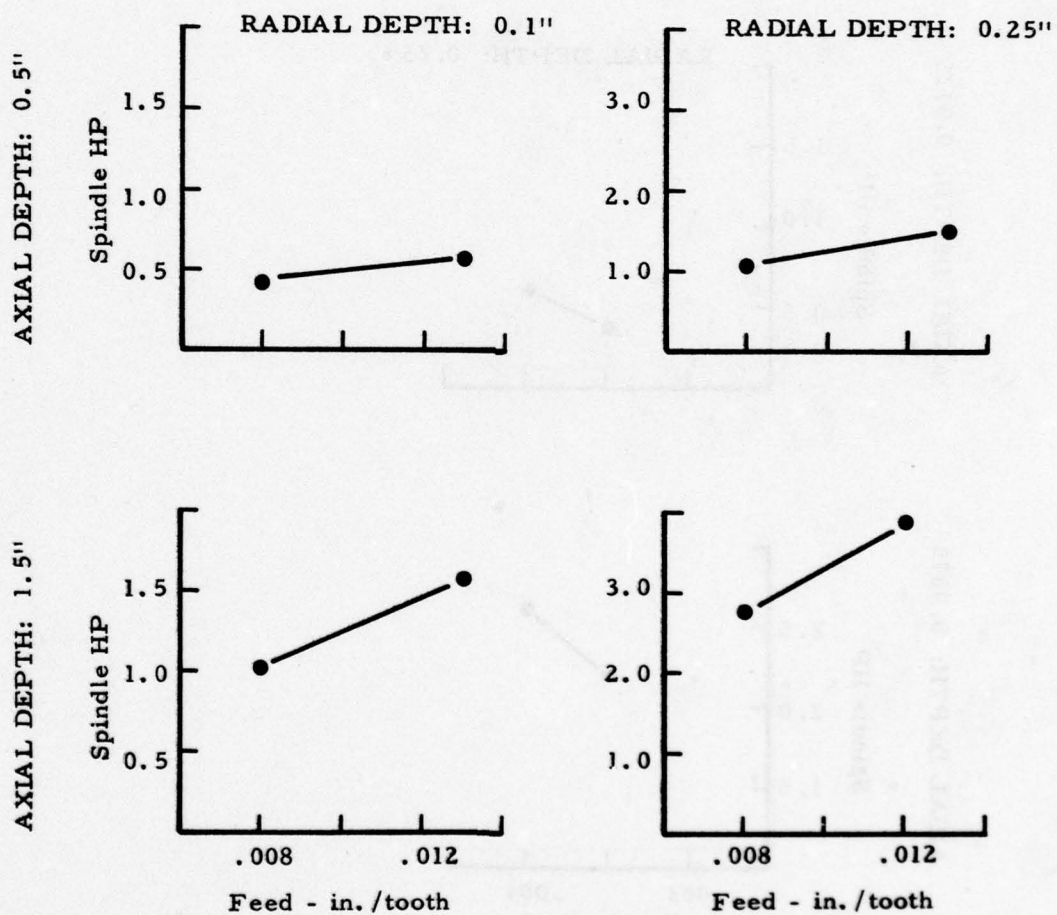 RADIAL DEPTH: 0.1"
RADIAL DEPTH: 0.25"
AXIAL DEPTH: 0.5"
Spindle HP
1.5
1.0
0.5
3.0
2.0
1.0
AXIAL DEPTH: 1.5"
Spindle HP
1.5
1.0
0.5
3.0
2.0
1.0
.008
.012
.008
.012
Feed - in./tooth
Feed - in./tooth